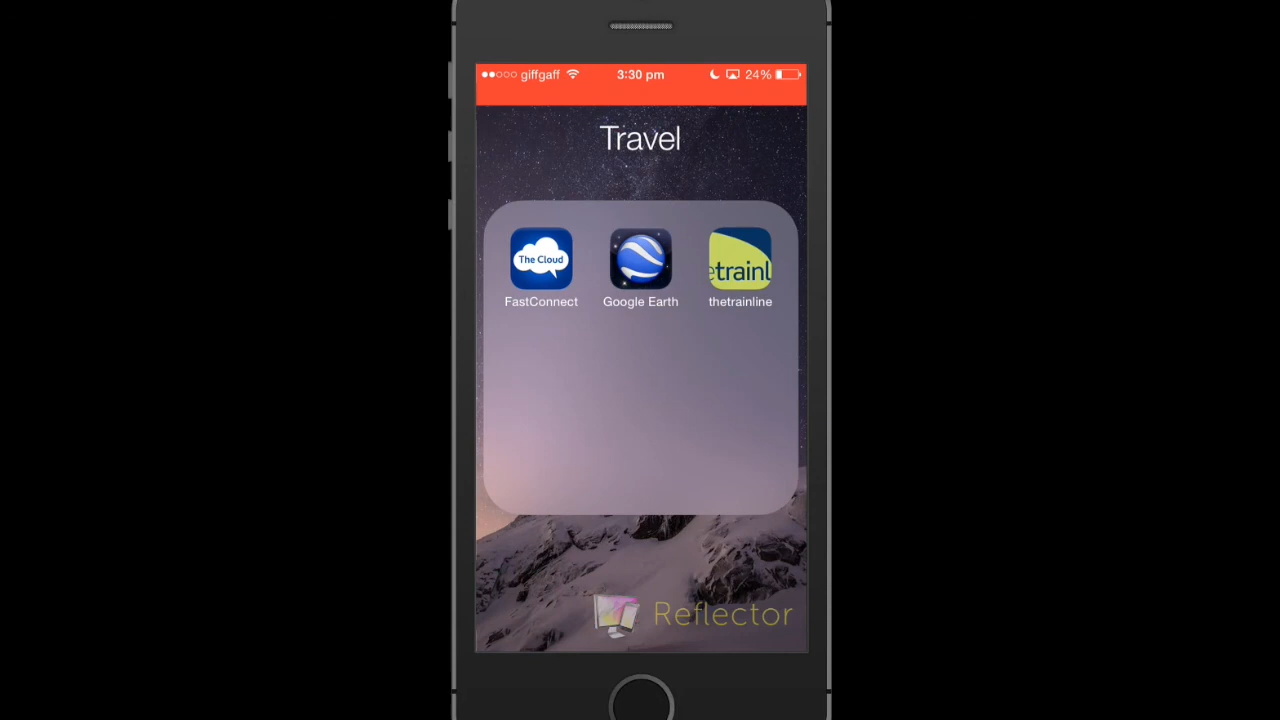 giffgaff 3:30 pm 24%
Travel
The Cloud
etrainl
FastConnect Google Earth thetrainline
Reflector